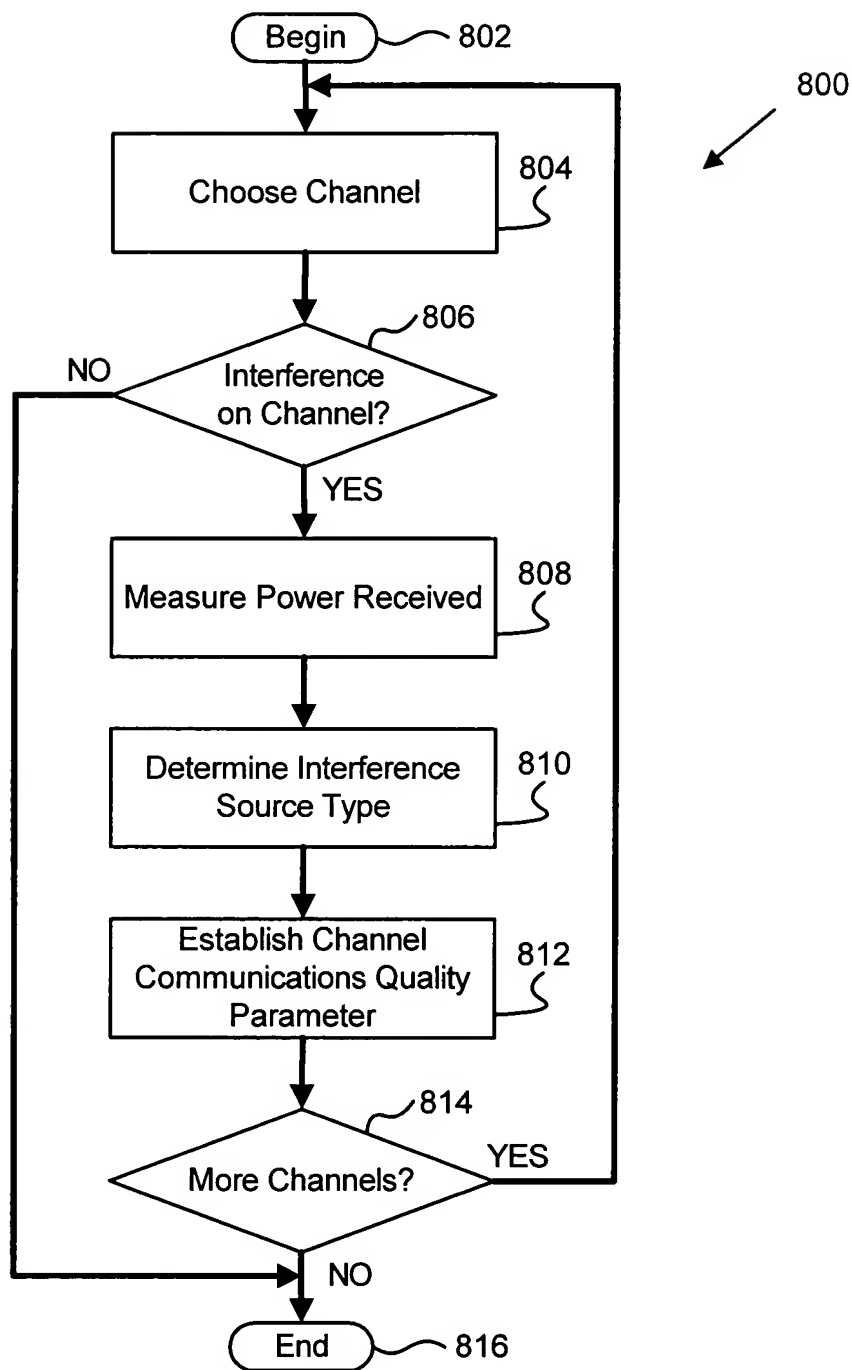 Begin
802
800
Choose Channel
804
806
NO
Interference
on Channel?
YES
808
Measure Power Received
810
Determine Interference
Source Type
Establish Channel
Communications Quality
Parameter
812
814
YES
More Channels?
NO
End
816